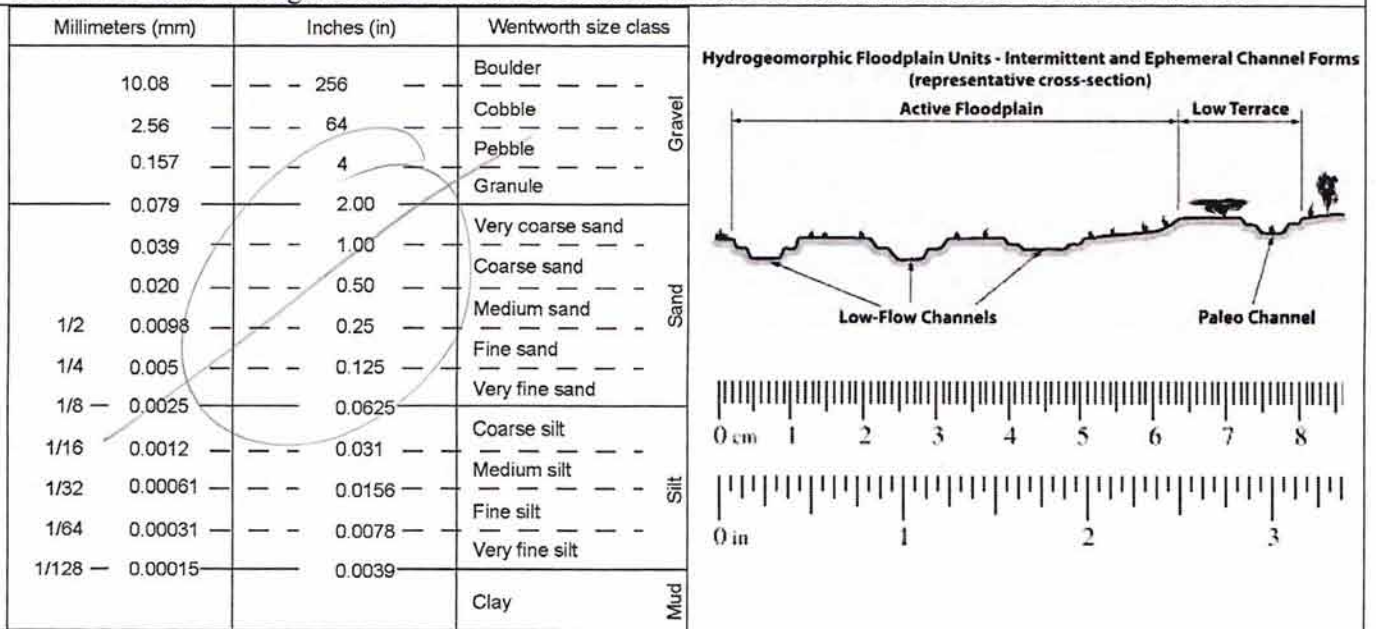 Millimeters (mm) Inches (in) Wentworth size class
10.08 256 Boulder
2.56 64 Cobble
0.157 4 Pebble
Granule
Gravel
0.079 2.00
Very coarse sand
0.039 1.00
Coarse sand
0.020 0.50
Medium sand
1/2 0.0098 0.25
Fine sand
1/4 0.005 0.125
Very fine sand
Sand
1/8 0.0025 0.0625
Coarse silt
1/16 0.0012 0.031
Medium silt
1/32 0.00061 0.0156
Fine silt
1/64 0.00031 0.0078
Very fine silt
Silt
1/128 0.00015 0.0039
Clay
Mud
Hydrogeomorphic Floodplain Units - Intermittent and Ephemeral Channel Forms
(representative cross-section)
Active Floodplain Low Terrace
Low-Flow Channels Paleo Channel
0 cm 1 2 3 4 5 6 7 8
0 in 1 2 3